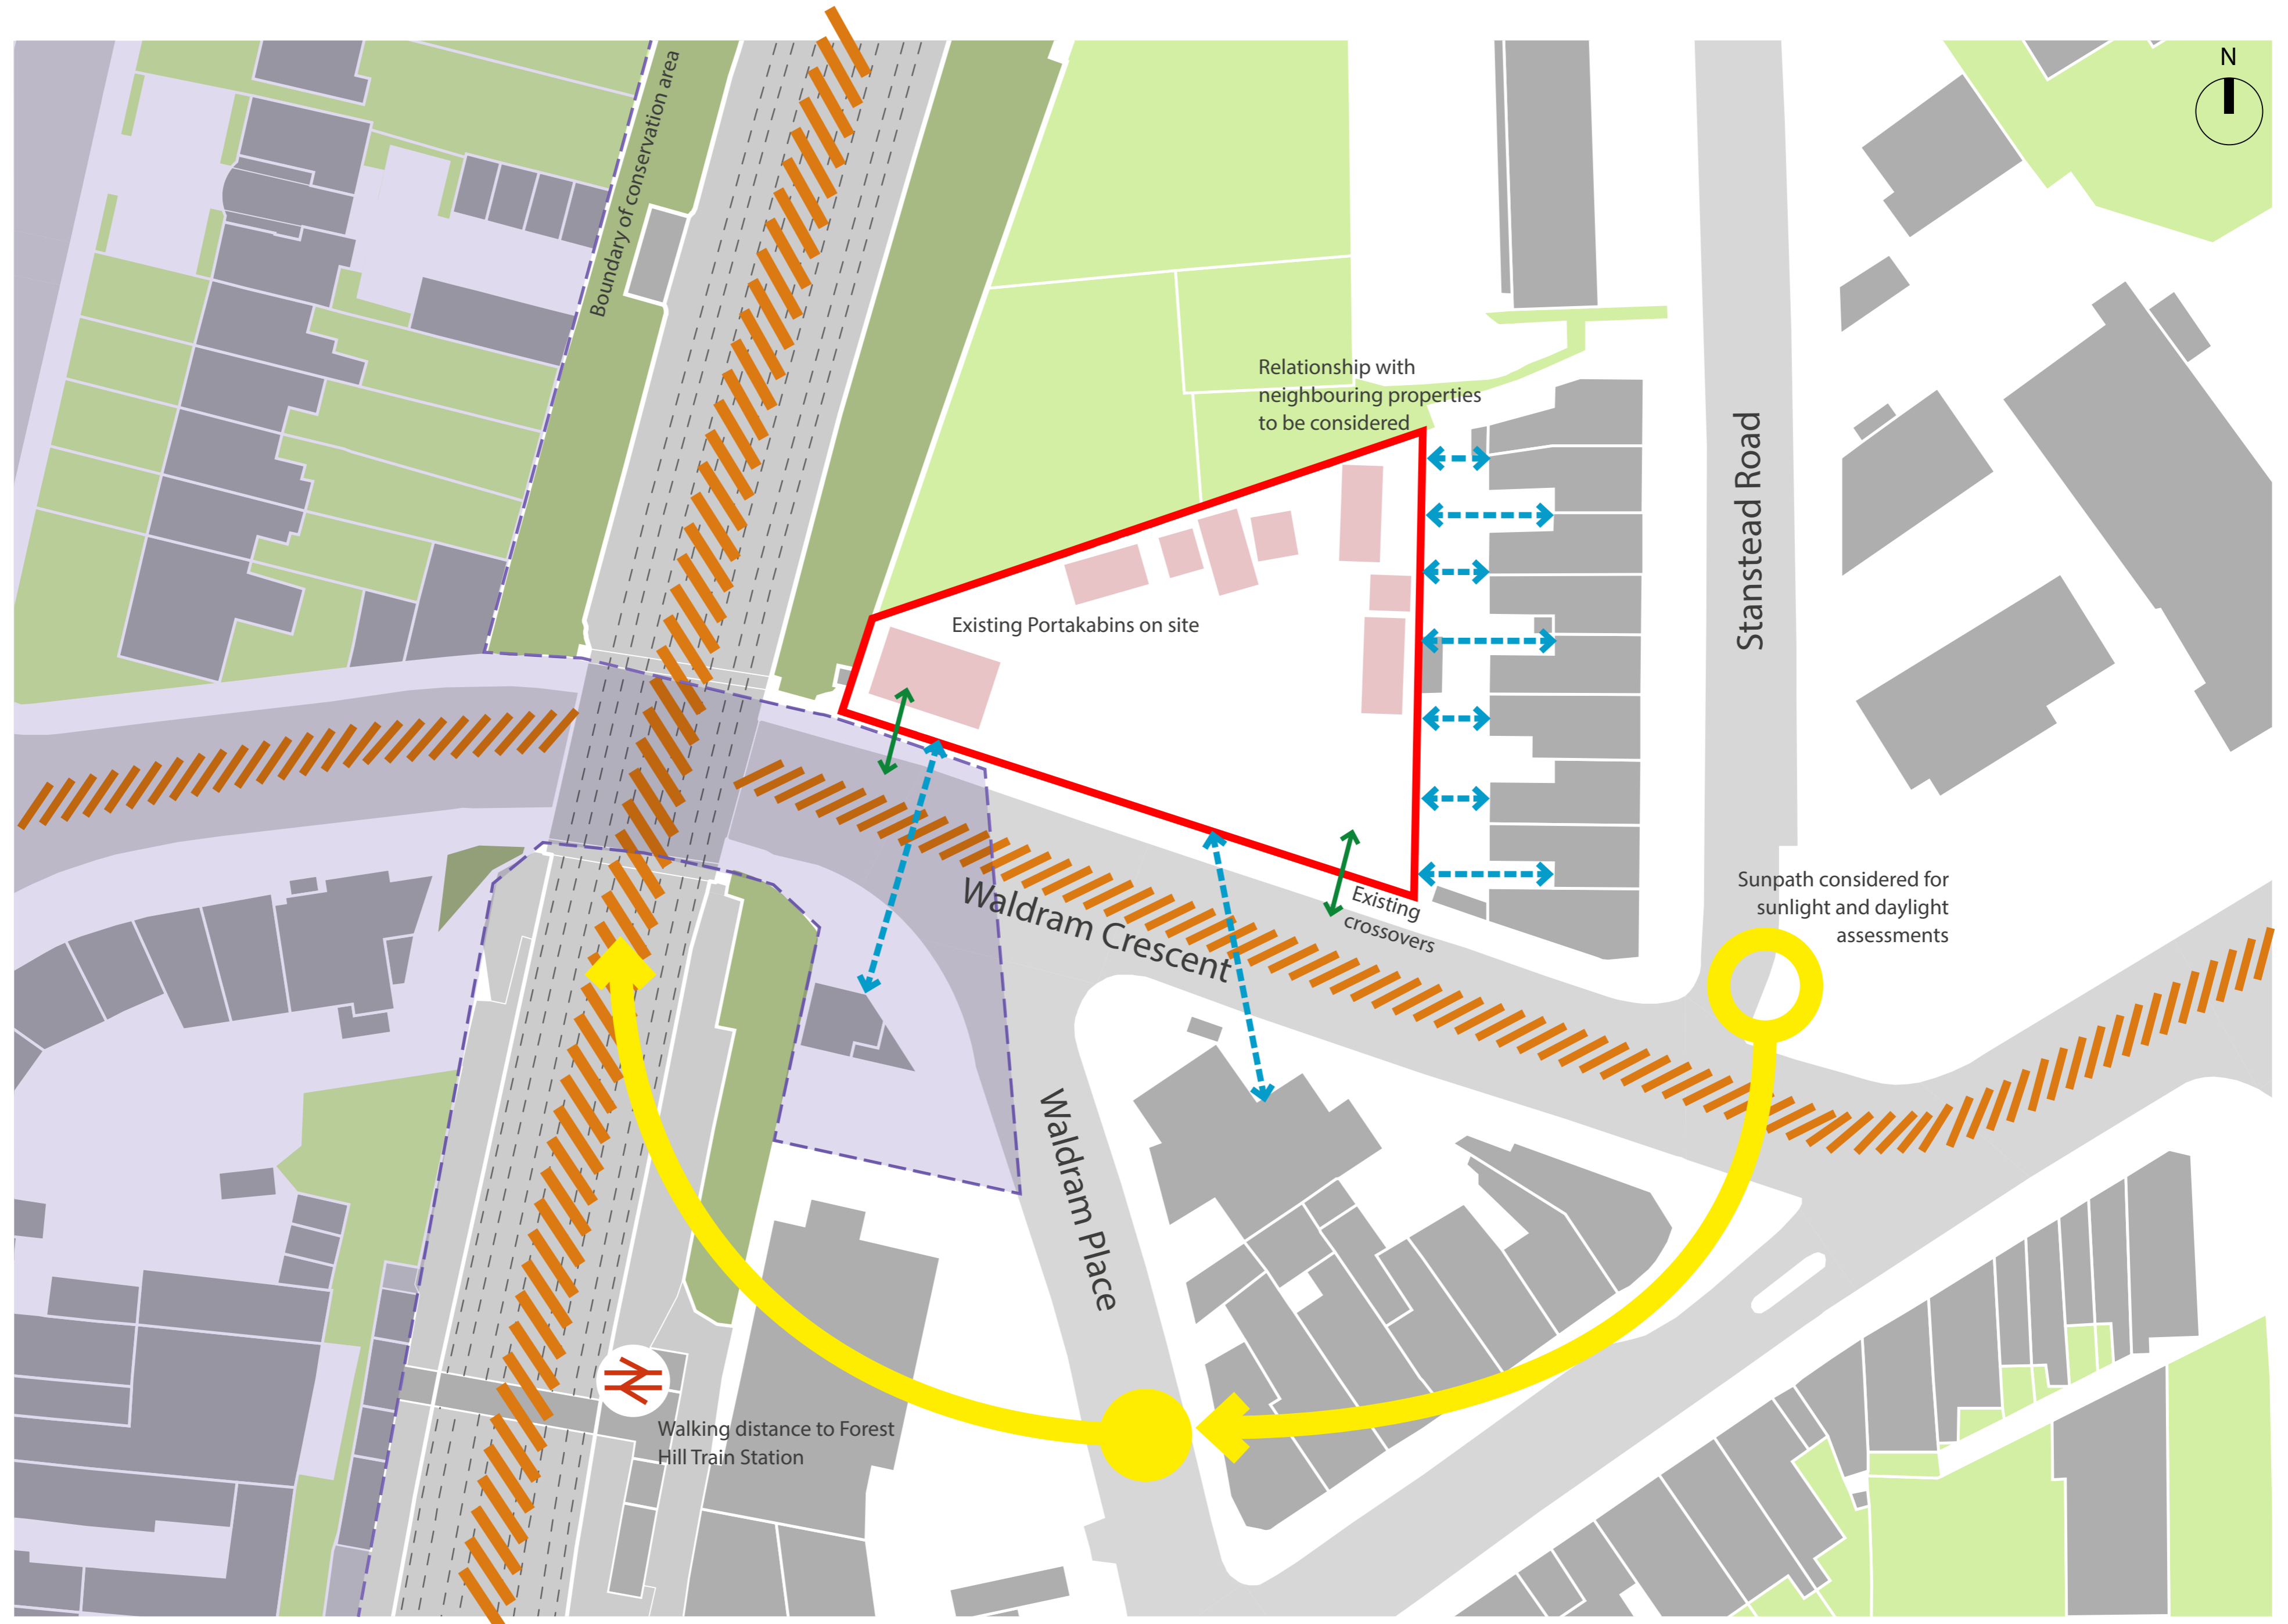 N
Boundary of conservation area
Relationship with
neighbouring properties
to be considered
Stanstead Road
Existing Portakabins on site
Sunpath considered for
sunlight and daylight
assessments
Waldram Crescent
Existing
crossovers
Waldram Place
Walking distance to Forest
Hill Train Station